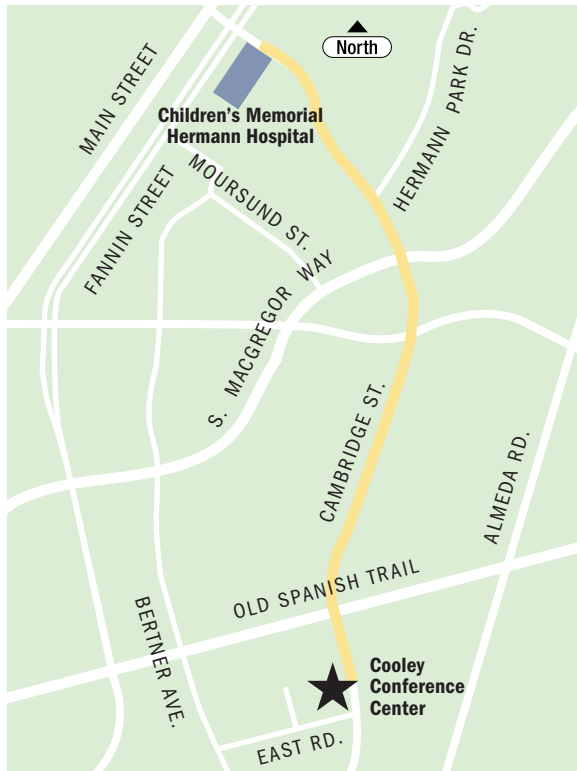 North
MAIN STREET
HERMANN PARK DR.
Children's Memorial
Hermann Hospital
FANNIN STREET
MOURSUND ST.
S. MACGREGOR WAY
CAMBRIDGE ST.
ALMEDA RD.
OLD SPANISH TRAIL
BERTNER AVE.
Cooley
Conference
Center
EAST RD.